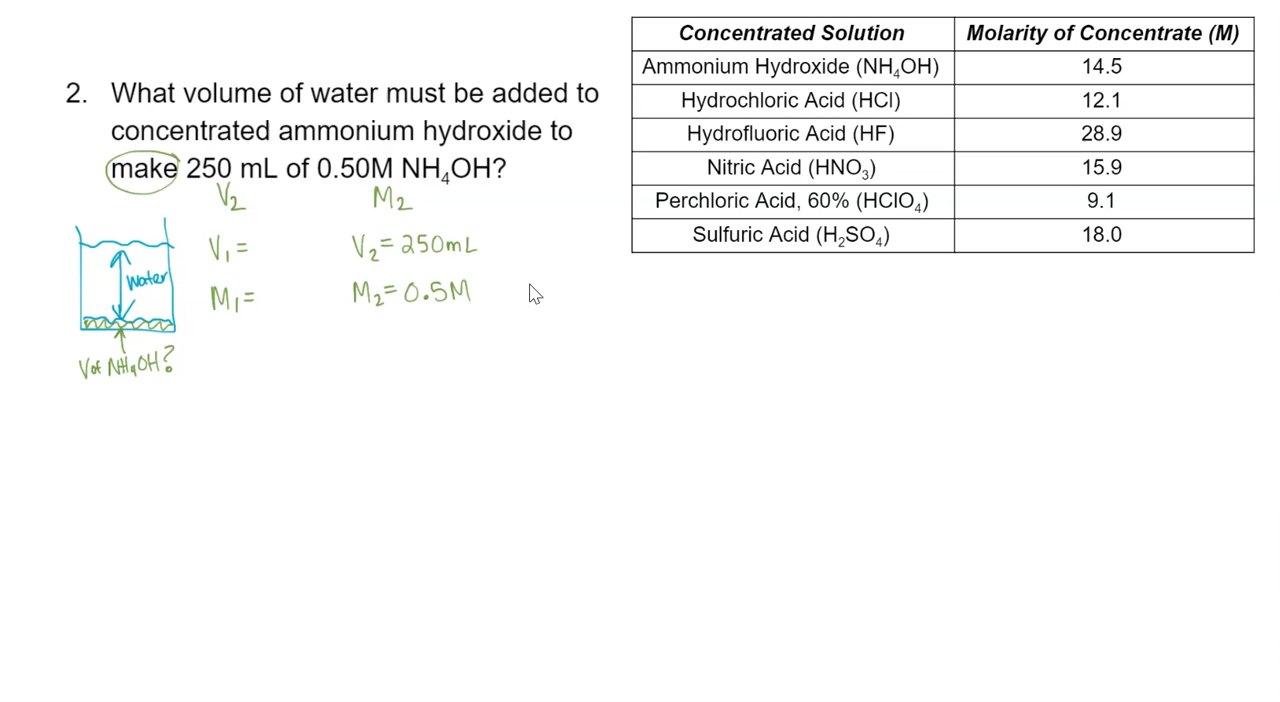 2. What volume of water must be added to
concentrated ammonium hydroxide to
make 250 mL of 0.50M NH₄OH?
V₂ M₂
V₁= V₂=250mL
M₁= M₂=0.5M
Water
V of NH₄OH?
Concentrated Solution Molarity of Concentrate (M)
Ammonium Hydroxide (NH₄OH) 14.5
Hydrochloric Acid (HCl) 12.1
Hydrofluoric Acid (HF) 28.9
Nitric Acid (HNO₃) 15.9
Perchloric Acid, 60% (HClO₄) 9.1
Sulfuric Acid (H₂SO₄) 18.0